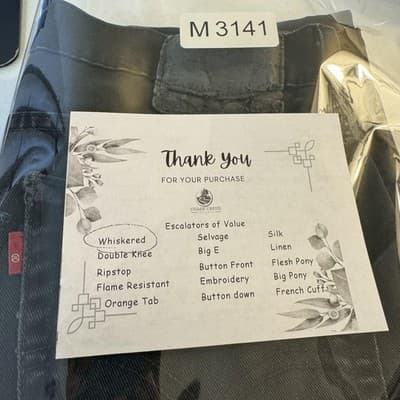 M 3141
Thank You
FOR YOUR PURCHASE
Escalators of Value
Whiskered
Double Knee
Ripstop
Flame Resistant
Orange Tab
Selvage
Big E
Button Front
Embroidery
Button down
Silk
Linen
Flesh Pony
Big Pony
French Cuff